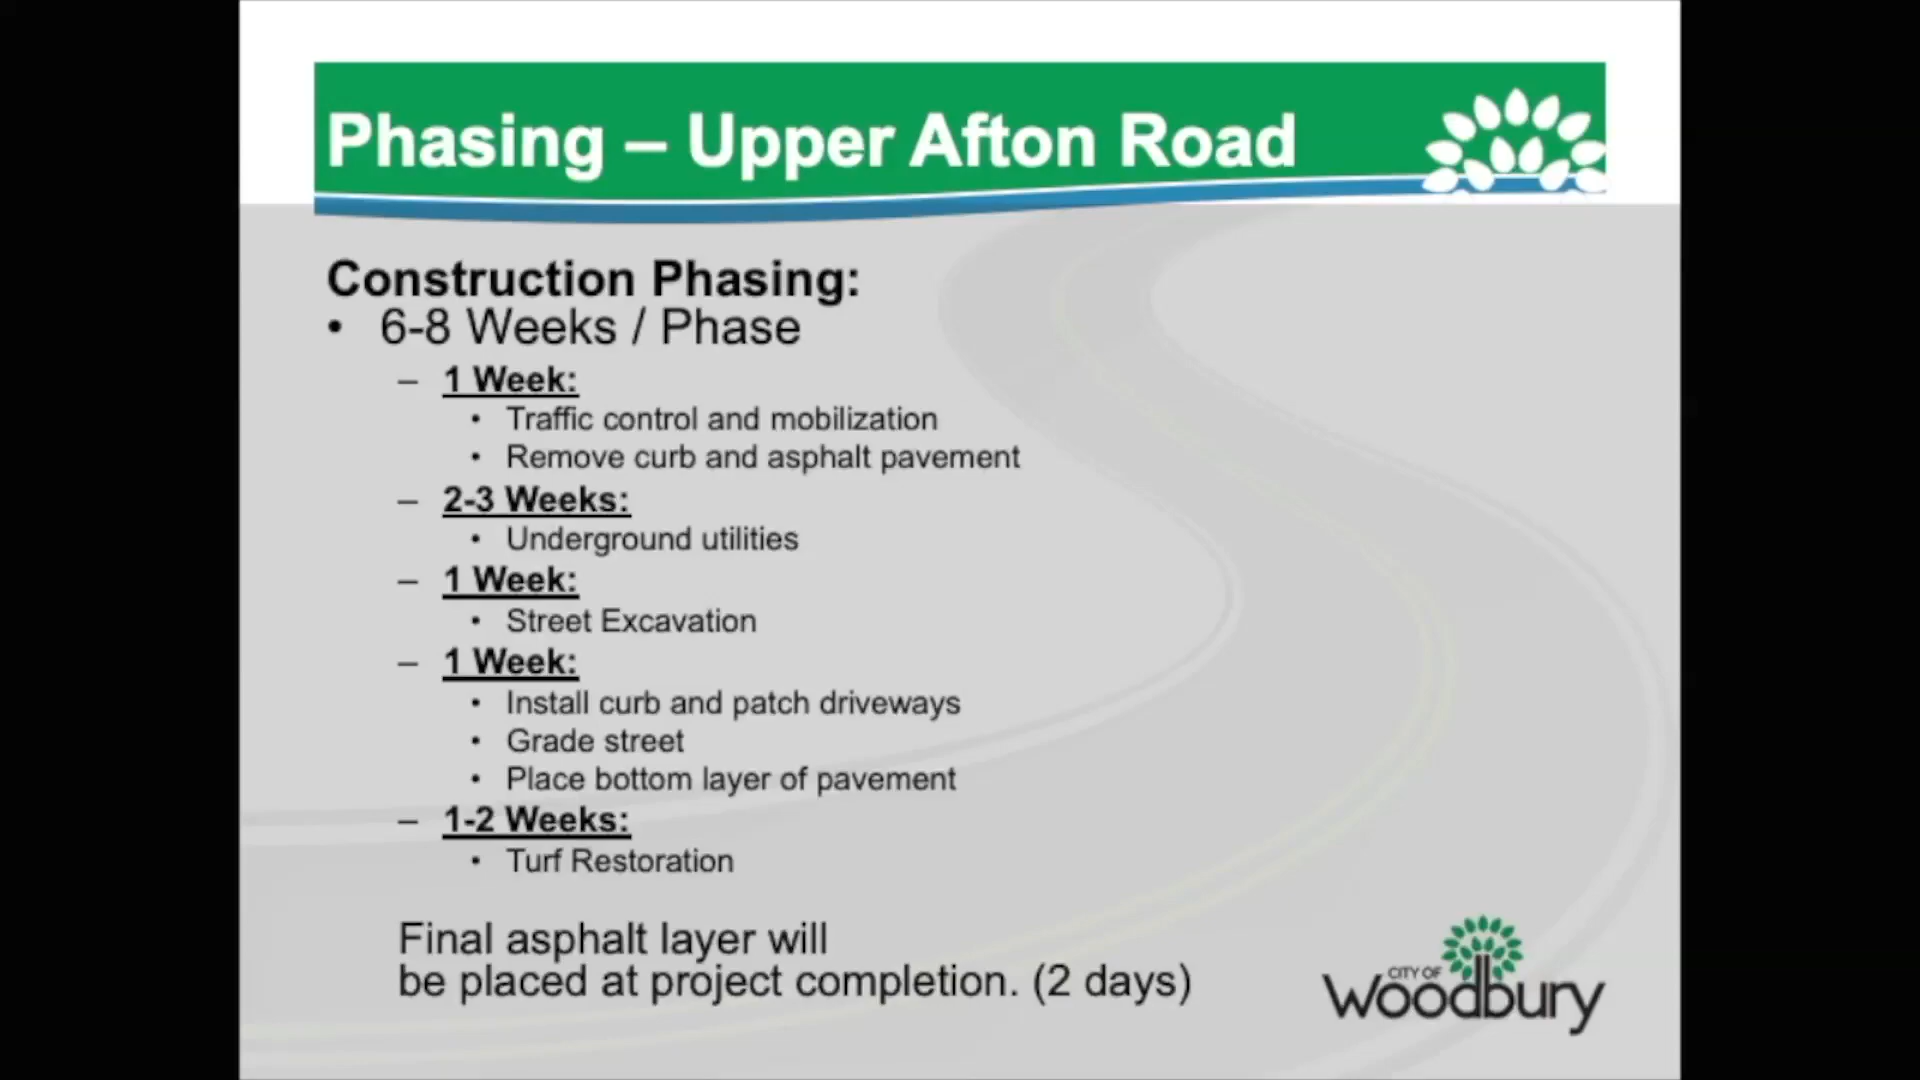 Phasing – Upper Afton Road
Construction Phasing:
• 6-8 Weeks / Phase
– 1 Week:
• Traffic control and mobilization
• Remove curb and asphalt pavement
– 2-3 Weeks:
• Underground utilities
– 1 Week:
• Street Excavation
– 1 Week:
• Install curb and patch driveways
• Grade street
• Place bottom layer of pavement
– 1-2 Weeks:
• Turf Restoration
Final asphalt layer will
be placed at project completion. (2 days)
CITY OF
Woodbury